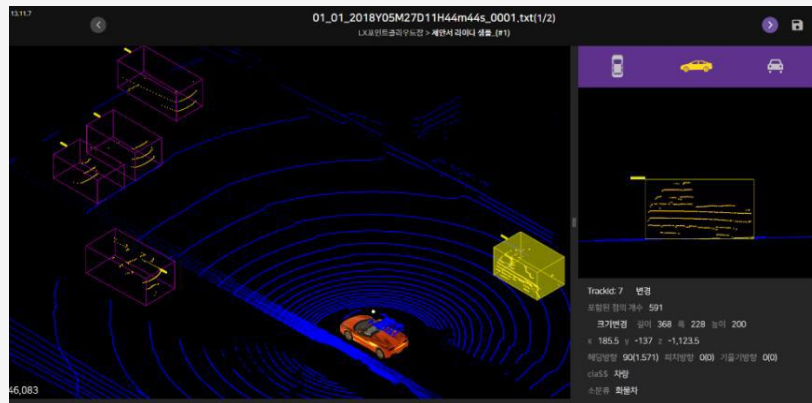 13.11.7
01_01_2018Y05M27D11H44m44s_0001.txt(1/2)
LX포인트클라우드잡 > 제안서 라이다 샘플_(#1)
TrackId: 7 변경
포함된 점의 개수 591
크기변경 길이 368 폭 228 높이 200
x 185.5 y -137 z -1,123.5
헤딩방향 90(1.571) 피치방향 0(0) 기울기방향 0(0)
claSS 차량
소분류 화물차
46,083